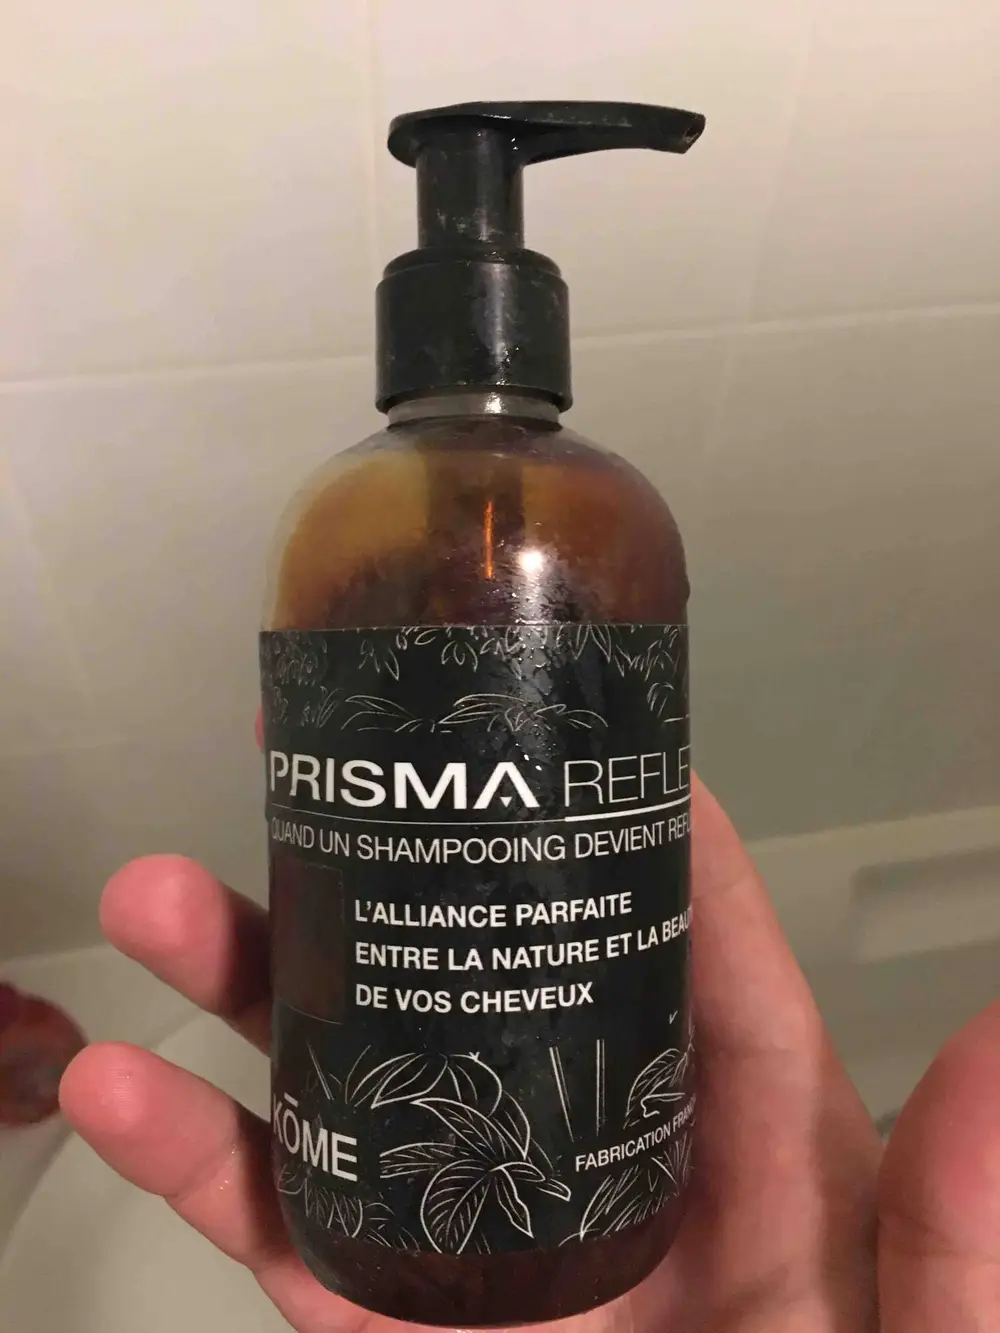 PRISMA REFLE
QUAND UN SHAMPOOING DEVIENT REFL
L'ALLIANCE PARFAITE
ENTRE LA NATURE ET LA BEAU
DE VOS CHEVEUX
KŌME
FABRICATION FRAN